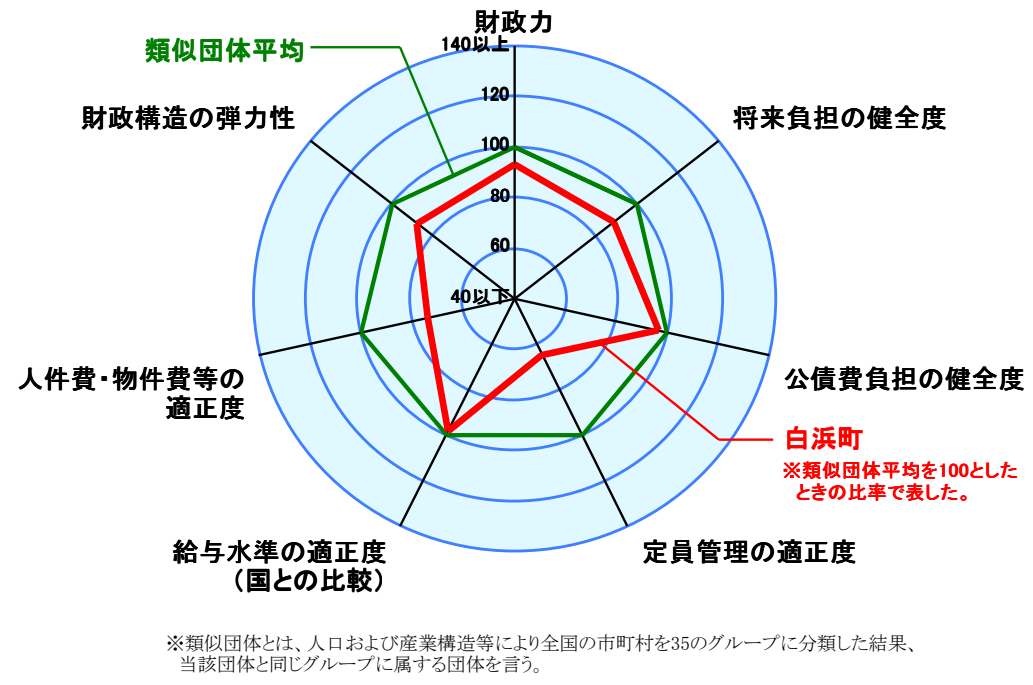 財政力
140以上
類似団体平均
120
財政構造の弾力性
将来負担の健全度
100
80
60
40以下
人件費・物件費等の
適正度
公債費負担の健全度
白浜町
※類似団体平均を100とした
ときの比率で表した。
給与水準の適正度
（国との比較）
定員管理の適正度
※類似団体とは、人口および産業構造等により全国の市町村を35のグループに分類した結果、
当該団体と同じグループに属する団体を言う。